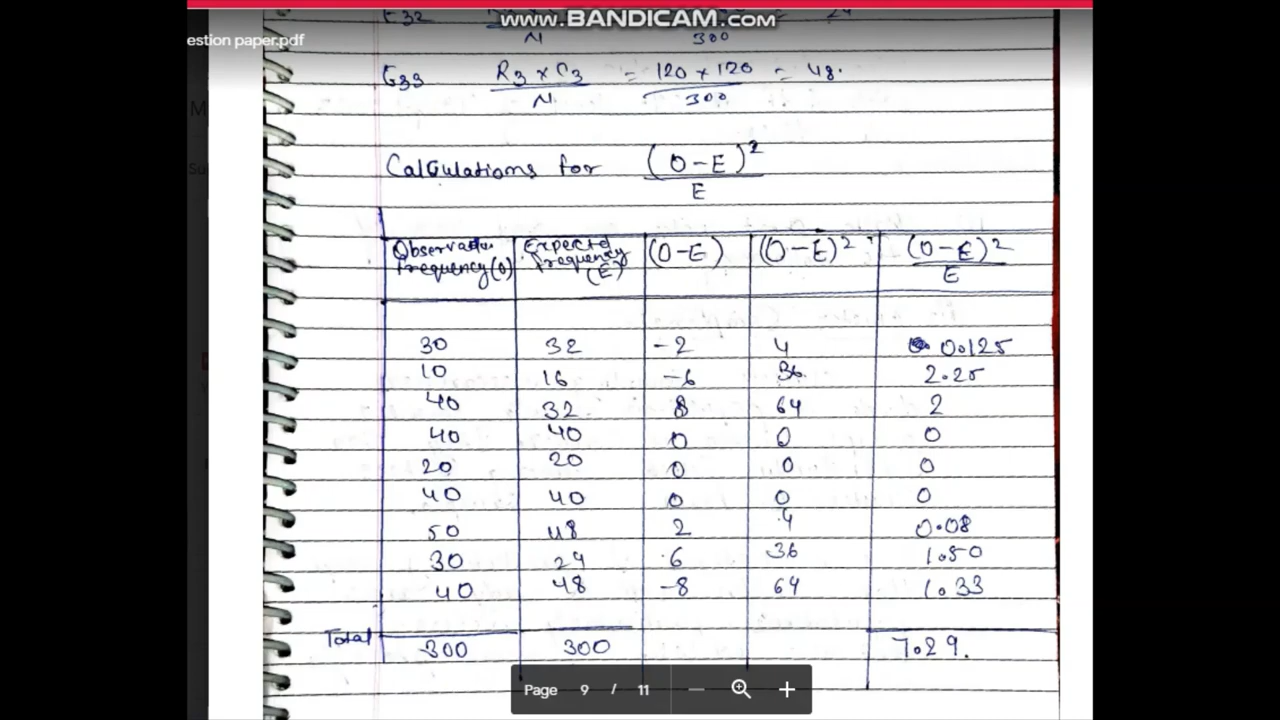 www.BANDICAM.com
estion paper.pdf
E32 N 300 24
E33 R3 x C3 / N = 120 x 120 / 300 = 48.
Calculations for (O-E)² / E
Observation frequency(O) Expected frequency (E) (O-E) (O-E)² (O-E)² / E
30 32 -2 4 0.125
10 16 -6 36 2.25
40 32 8 64 2
40 40 0 0 0
20 20 0 0 0
40 40 0 0 0
50 48 2 4 0.08
30 24 6 36 1.50
40 48 -8 64 1.33
Total 300 300 7.29.
Page 9 / 11